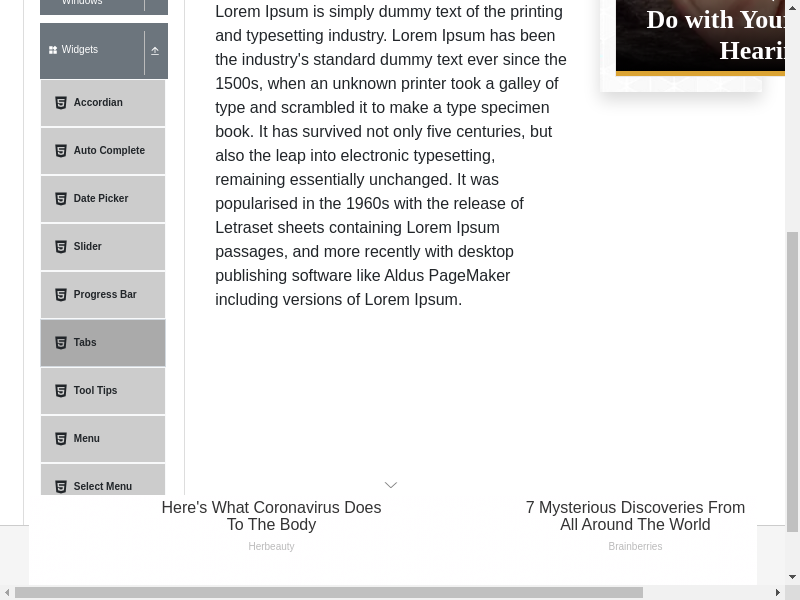 Windows
Widgets
Accordian
Auto Complete
Date Picker
Slider
Progress Bar
Tabs
Tool Tips
Menu
Select Menu
Lorem Ipsum is simply dummy text of the printing
and typesetting industry. Lorem Ipsum has been
the industry's standard dummy text ever since the
1500s, when an unknown printer took a galley of
type and scrambled it to make a type specimen
book. It has survived not only five centuries, but
also the leap into electronic typesetting,
remaining essentially unchanged. It was
popularised in the 1960s with the release of
Letraset sheets containing Lorem Ipsum
passages, and more recently with desktop
publishing software like Aldus PageMaker
including versions of Lorem Ipsum.
Do with Your
Hearin
Here's What Coronavirus Does
To The Body
Herbeauty
7 Mysterious Discoveries From
All Around The World
Brainberries